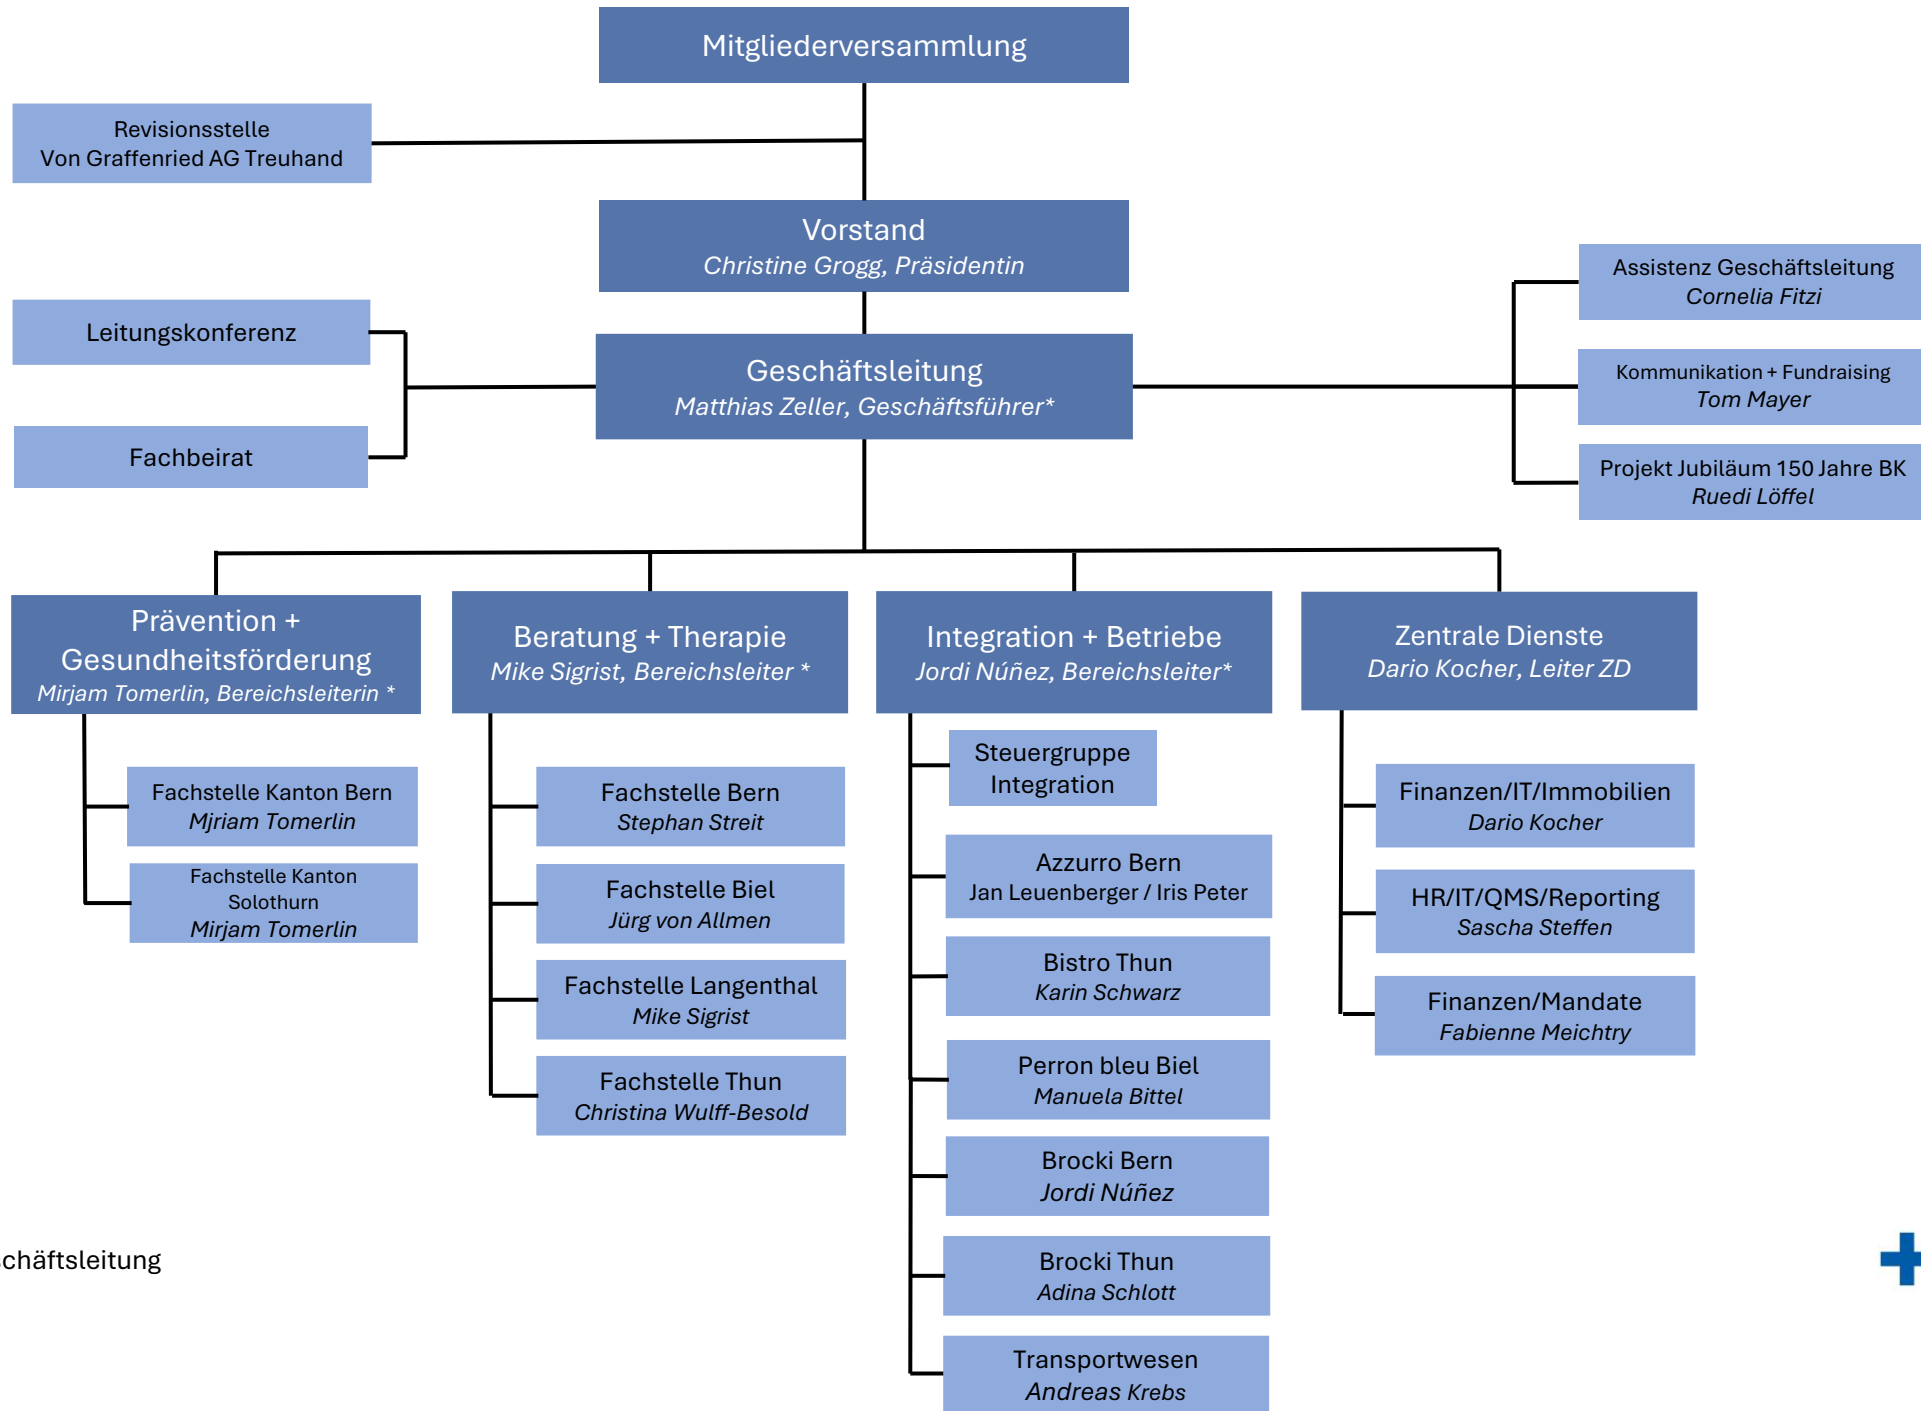 Mitgliederversammlung
Revisionsstelle
Von Graffenried AG Treuhand
Vorstand
Christine Grogg, Präsidentin
Assistenz Geschäftsleitung
Cornelia Fitzi
Leitungskonferenz
Geschäftsleitung
Matthias Zeller, Geschäftsführer*
Kommunikation + Fundraising
Tom Mayer
Fachbeirat
Projekt Jubiläum 150 Jahre BK
Ruedi Löffel
Prävention +
Gesundheitsförderung
Mirjam Tomerlin, Bereichsleiterin *
Fachstelle Kanton Bern
Mjriam Tomerlin
Fachstelle Kanton
Solothurn
Mirjam Tomerlin
Beratung + Therapie
Mike Sigrist, Bereichsleiter *
Fachstelle Bern
Stephan Streit
Fachstelle Biel
Jürg von Allmen
Fachstelle Langenthal
Mike Sigrist
Fachstelle Thun
Christina Wulff-Besold
Integration + Betriebe
Jordi Núñez, Bereichsleiter*
Steuergruppe
Integration
Azzurro Bern
Jan Leuenberger / Iris Peter
Bistro Thun
Karin Schwarz
Perron bleu Biel
Manuela Bittel
Brocki Bern
Jordi Núñez
Brocki Thun
Adina Schlott
Transportwesen
Andreas Krebs
Zentrale Dienste
Dario Kocher, Leiter ZD
Finanzen/IT/Immobilien
Dario Kocher
HR/IT/QMS/Reporting
Sascha Steffen
Finanzen/Mandate
Fabienne Meichtry
chäftsleitung